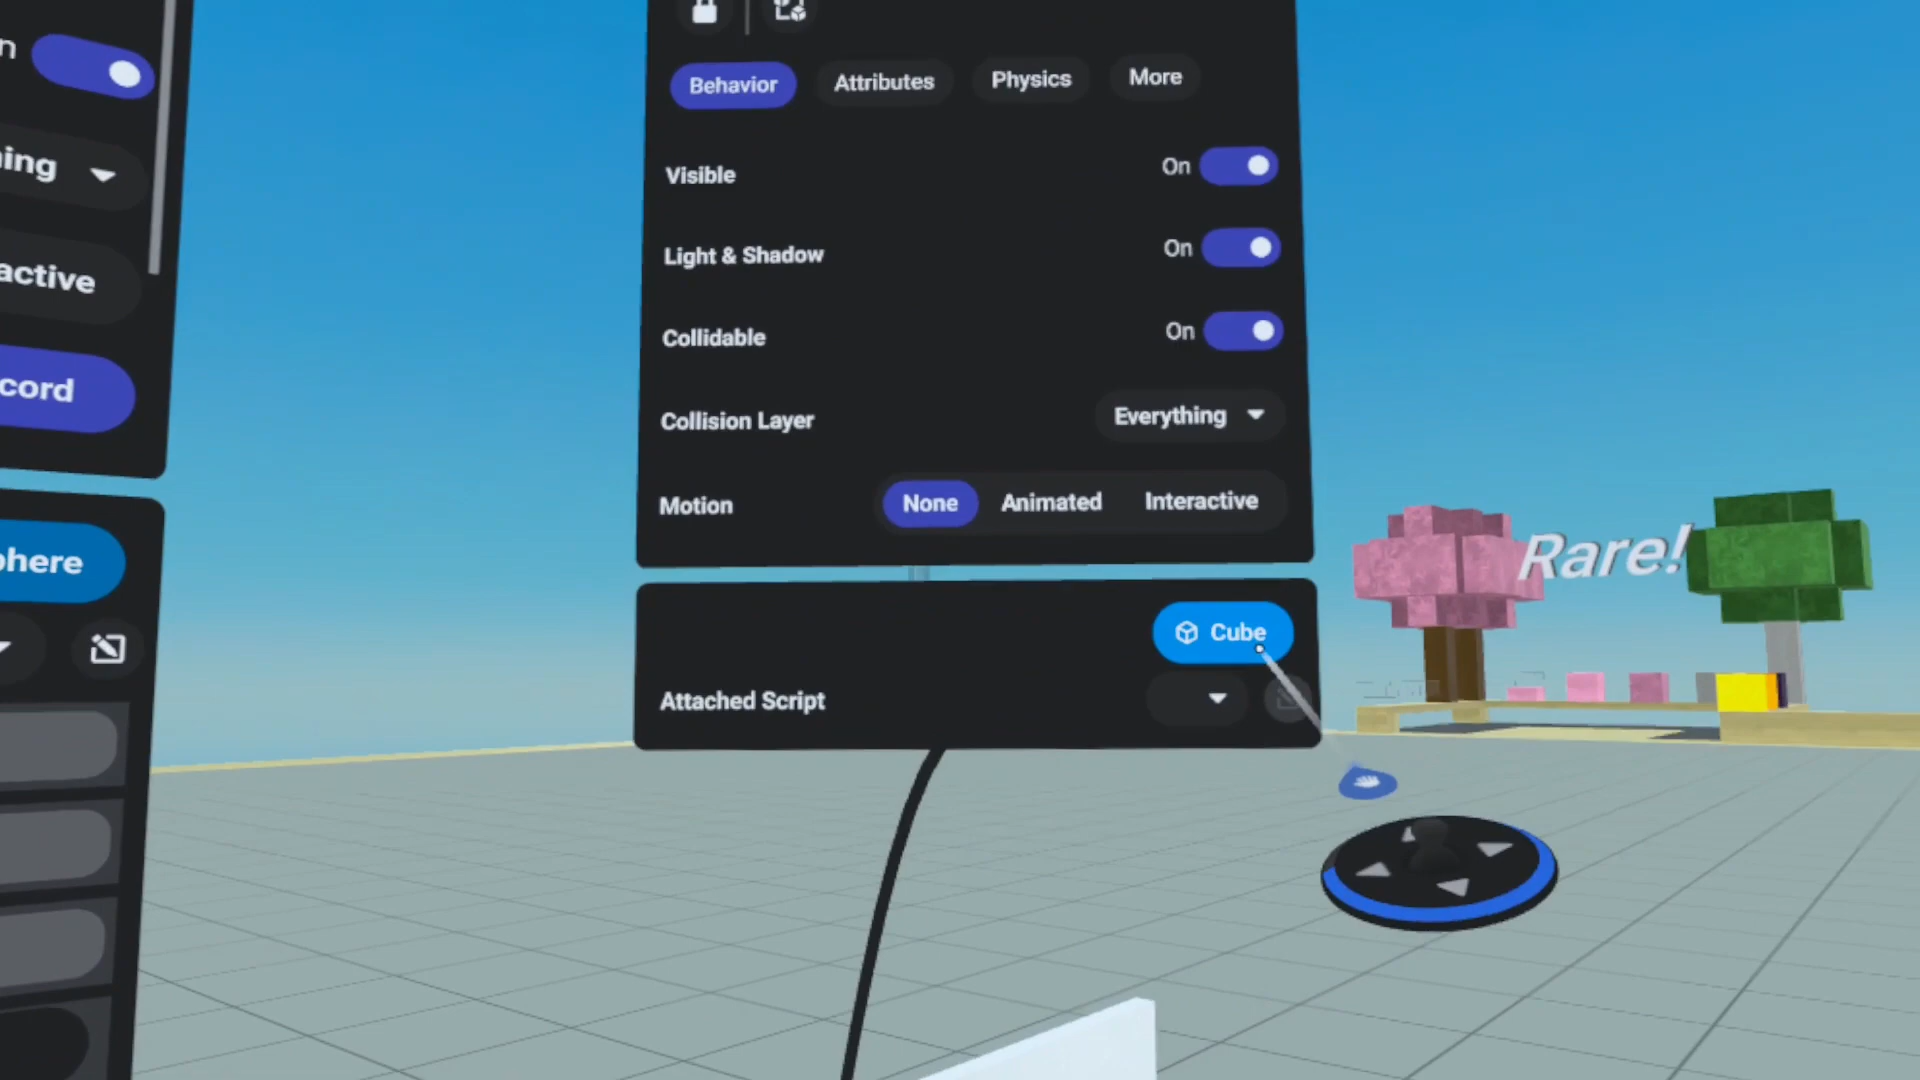 Behavior Attributes Physics More
Visible On
Light & Shadow On
Collidable On
Collision Layer Everything
Motion None Animated Interactive
Cube
Attached Script
Rare!
n
ing
active
cord
here